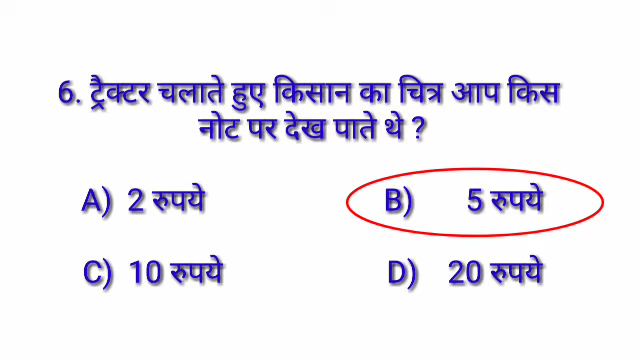 6. ट्रैक्टर चलाते हुए किसान का चित्र आप किस
नोट पर देख पाते थे ?
A) 2 रुपये B) 5 रुपये
C) 10 रुपये D) 20 रुपये